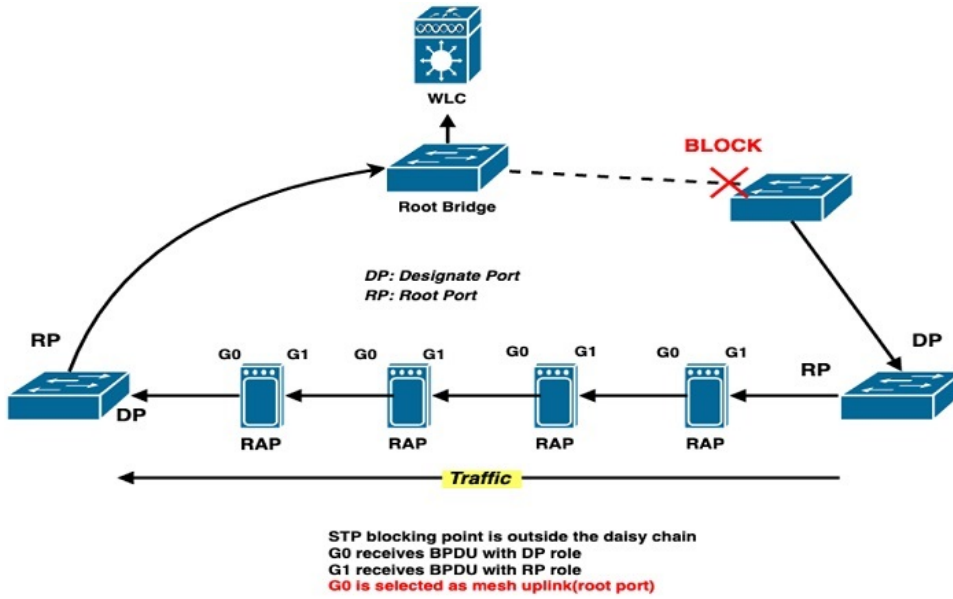 WLC
BLOCK
Root Bridge
DP: Designate Port
RP: Root Port
RP
DP
G0 G1 G0 G1 G0 G1 G0 G1
RP
DP
RAP RAP RAP RAP
Traffic
STP blocking point is outside the daisy chain
G0 receives BPDU with DP role
G1 receives BPDU with RP role
G0 is selected as mesh uplink(root port)